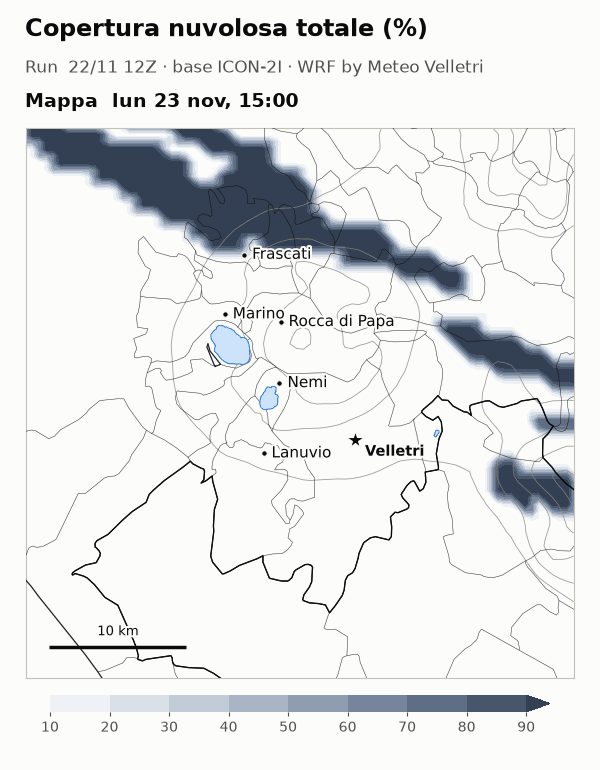 Copertura nuvolosa totale (%)
Run  22/11 12Z · base ICON-2I · WRF by Meteo Velletri
Mappa  lun 23 nov, 15:00
Frascati
Marino
Rocca di Papa
Nemi
Velletri
Lanuvio
10 km
10 20 30 40 50 60 70 80 90